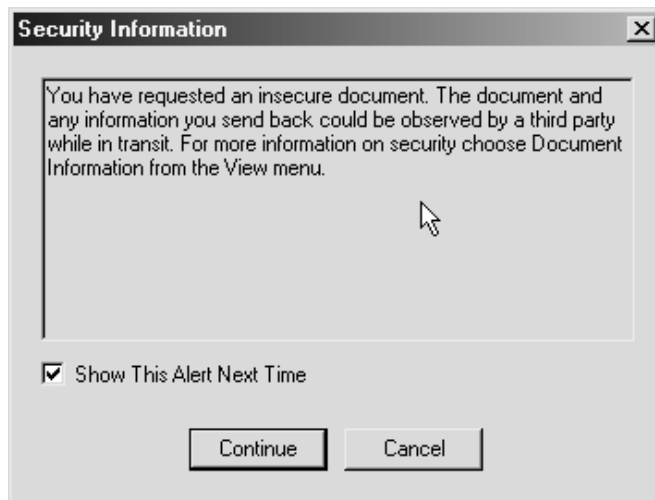 Security Information
You have requested an insecure document. The document and
any information you send back could be observed by a third party
while in transit. For more information on security choose Document
Information from the View menu.
Show This Alert Next Time
Continue
Cancel